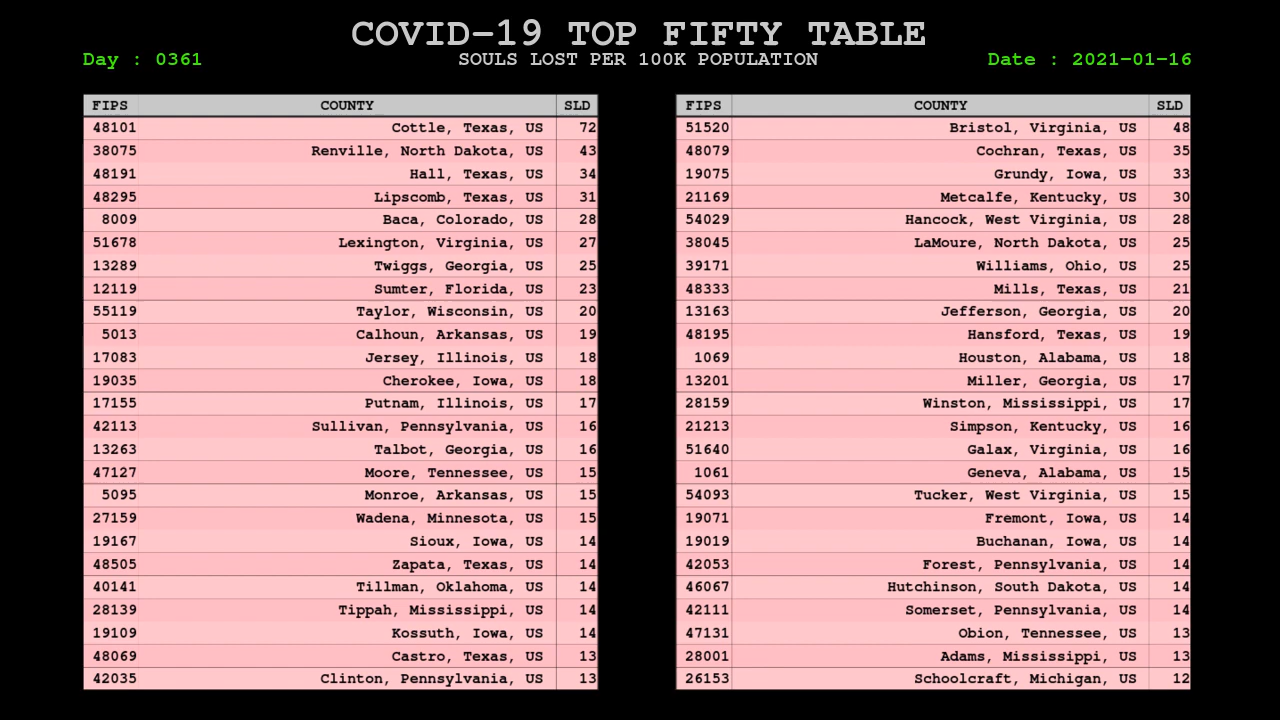 COVID-19 TOP FIFTY TABLE
Day : 0361 SOULS LOST PER 100K POPULATION Date : 2021-01-16
FIPS COUNTY SLD
48101 Cottle, Texas, US 72
38075 Renville, North Dakota, US 43
48191 Hall, Texas, US 34
48295 Lipscomb, Texas, US 31
8009 Baca, Colorado, US 28
51678 Lexington, Virginia, US 27
13289 Twiggs, Georgia, US 25
12119 Sumter, Florida, US 23
55119 Taylor, Wisconsin, US 20
5013 Calhoun, Arkansas, US 19
17083 Jersey, Illinois, US 18
19035 Cherokee, Iowa, US 18
17155 Putnam, Illinois, US 17
42113 Sullivan, Pennsylvania, US 16
13263 Talbot, Georgia, US 16
47127 Moore, Tennessee, US 15
5095 Monroe, Arkansas, US 15
27159 Wadena, Minnesota, US 15
19167 Sioux, Iowa, US 14
48505 Zapata, Texas, US 14
40141 Tillman, Oklahoma, US 14
28139 Tippah, Mississippi, US 14
19109 Kossuth, Iowa, US 14
48069 Castro, Texas, US 13
42035 Clinton, Pennsylvania, US 13
FIPS COUNTY SLD
51520 Bristol, Virginia, US 48
48079 Cochran, Texas, US 35
19075 Grundy, Iowa, US 33
21169 Metcalfe, Kentucky, US 30
54029 Hancock, West Virginia, US 28
38045 LaMoure, North Dakota, US 25
39171 Williams, Ohio, US 25
48333 Mills, Texas, US 21
13163 Jefferson, Georgia, US 20
48195 Hansford, Texas, US 19
1069 Houston, Alabama, US 18
13201 Miller, Georgia, US 17
28159 Winston, Mississippi, US 17
21213 Simpson, Kentucky, US 16
51640 Galax, Virginia, US 16
1061 Geneva, Alabama, US 15
54093 Tucker, West Virginia, US 15
19071 Fremont, Iowa, US 14
19019 Buchanan, Iowa, US 14
42053 Forest, Pennsylvania, US 14
46067 Hutchinson, South Dakota, US 14
42111 Somerset, Pennsylvania, US 14
47131 Obion, Tennessee, US 13
28001 Adams, Mississippi, US 13
26153 Schoolcraft, Michigan, US 12